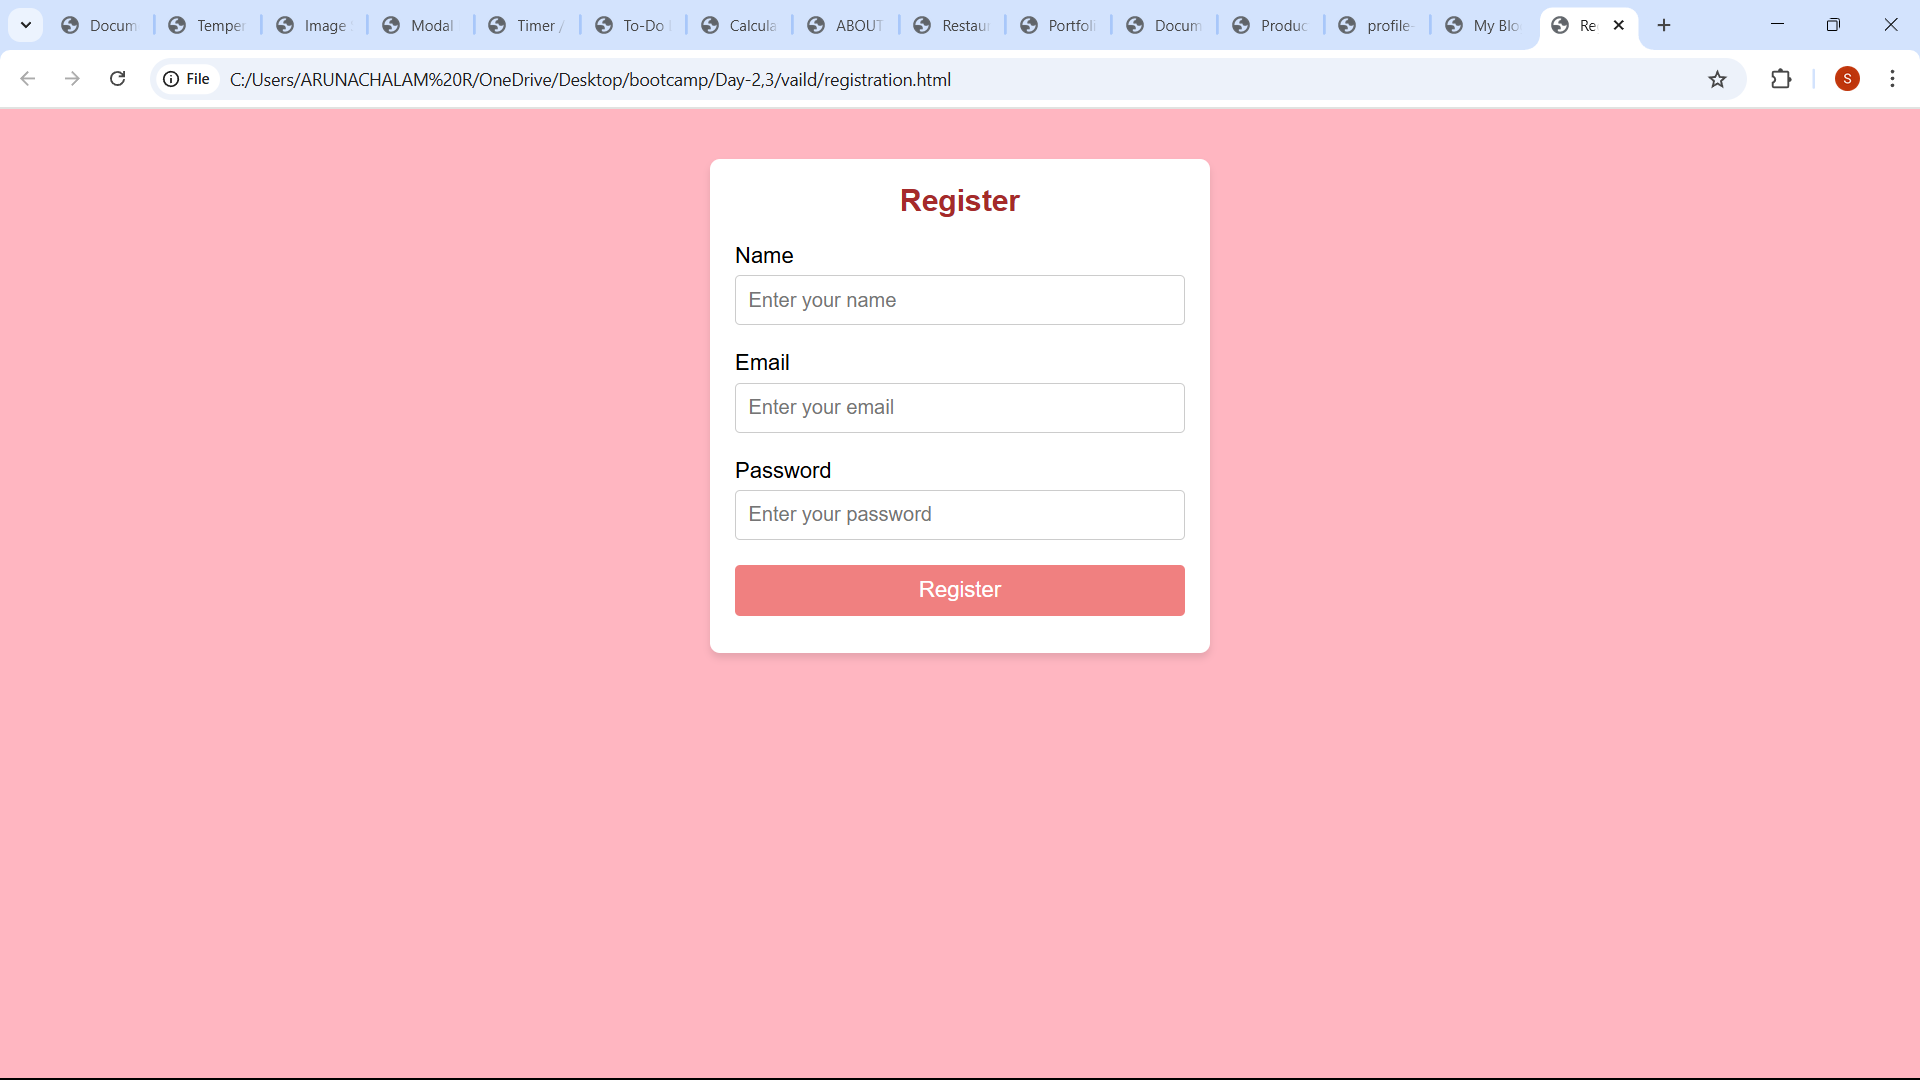 Docum
Temper
Image
Modal
Timer /
To-Do
Calcula
ABOUT
Restau
Portfoli
Docum
Produc
profile-
My Blo
Re
File
C:/Users/ARUNACHALAM%20R/OneDrive/Desktop/bootcamp/Day-2,3/vaild/registration.html
S
Register
Name
Enter your name
Email
Enter your email
Password
Enter your password
Register